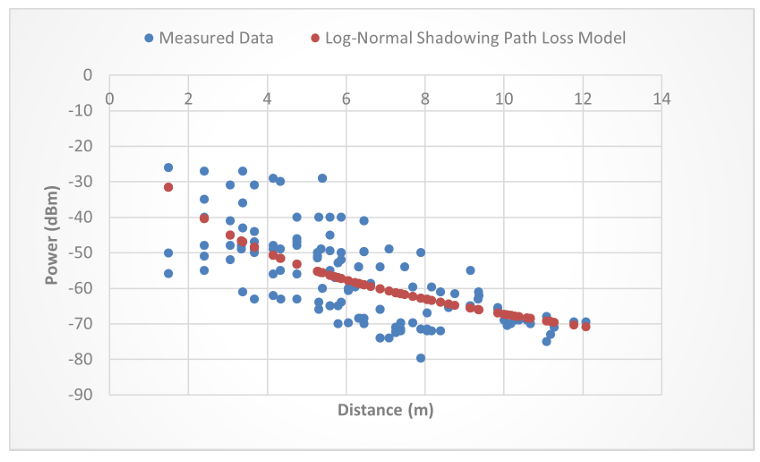 Measured Data Log-Normal Shadowing Path Loss Model
0
0 2 4 6 8 10 12 14
-10
-20
-30
-40
-50
-60
-70
-80
-90
Power (dBm)
Distance (m)